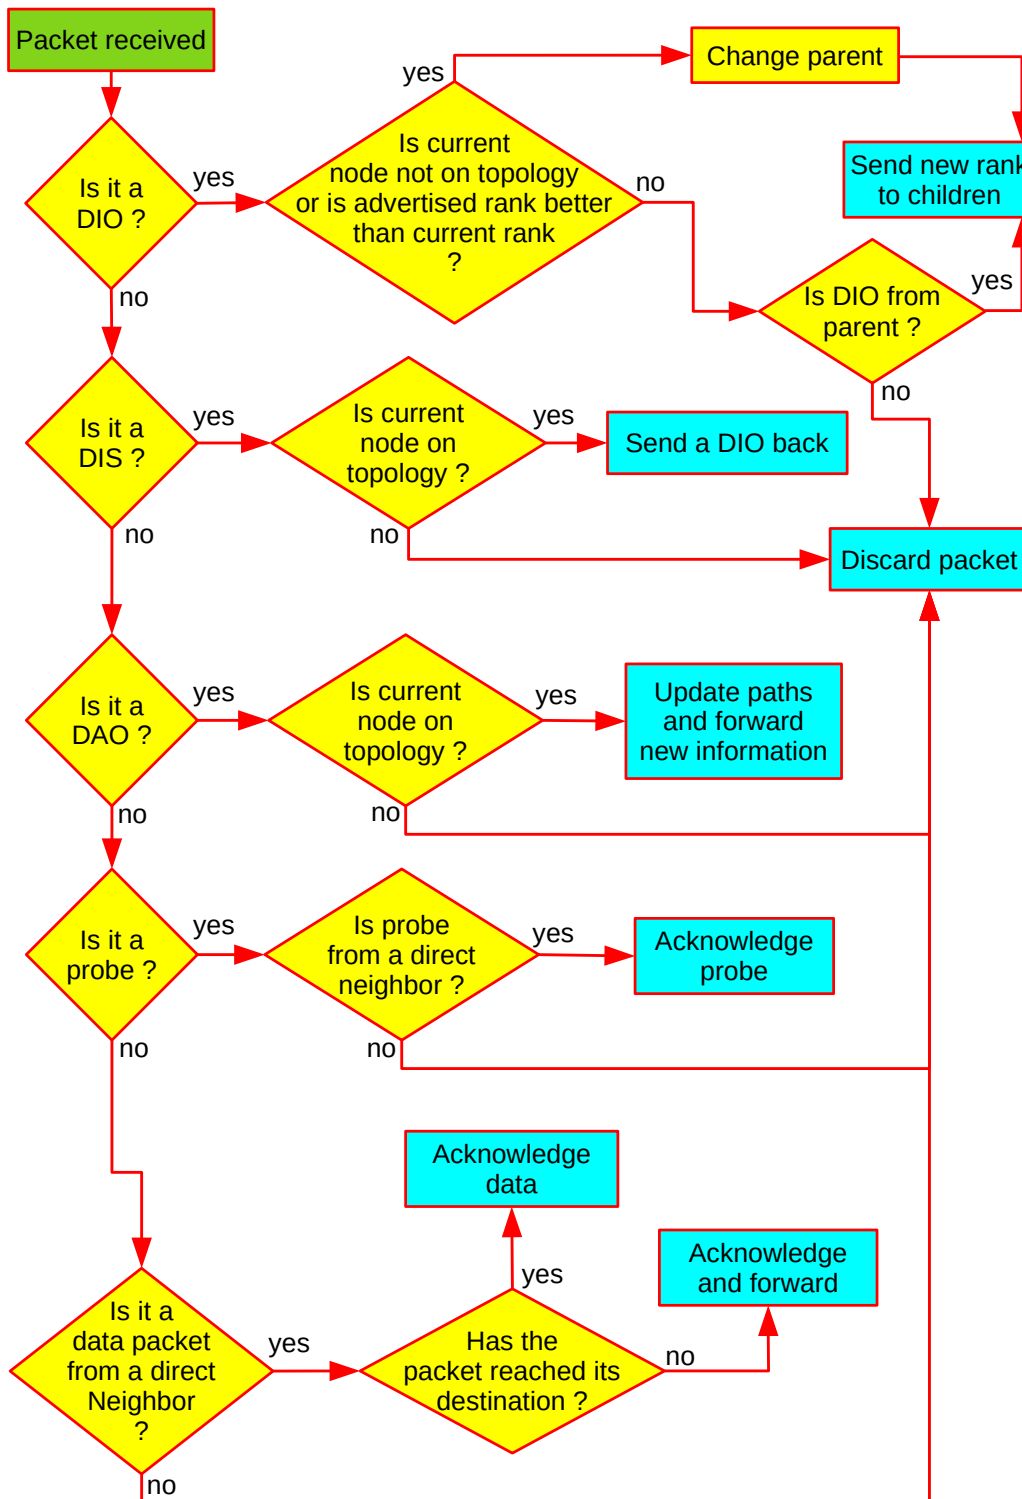 Packet received
yes
Change parent
Is current
node not on topology
or is advertised rank better
than current rank
?
Is it a
DIO ?
yes
no
Send new rank
to children
no
Is DIO from
parent ?
yes
no
Is it a
DIS ?
yes
Is current
node on
topology ?
yes
Send a DIO back
no
no
Discard packet
Is it a
DAO ?
yes
Is current
node on
topology ?
yes
Update paths
and forward
new information
no
no
Is it a
probe ?
yes
Is probe
from a direct
neighbor ?
yes
Acknowledge
probe
no
no
Acknowledge
data
yes
Acknowledge
and forward
Is it a
data packet
from a direct
Neighbor
?
yes
Has the
packet reached its
destination ?
no
no